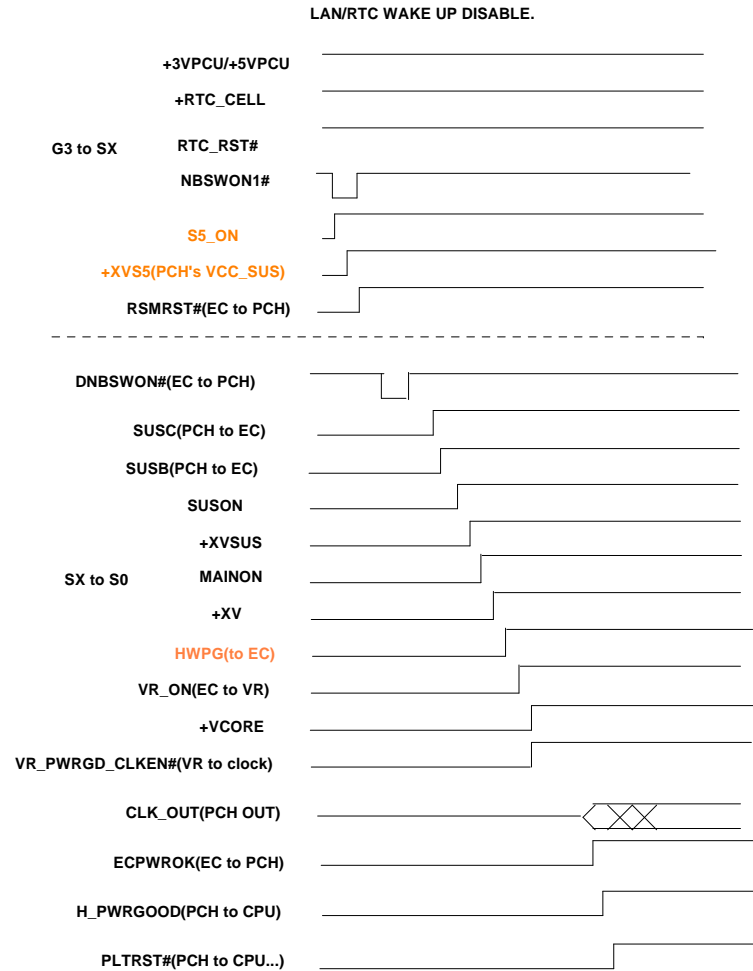 LAN/RTC WAKE UP DISABLE.
+3VPCU/+5VPCU
+RTC_CELL
G3 to SX
RTC_RST#
NBSWON1#
S5_ON
+XVS5(PCH's VCC_SUS)
RSMRST#(EC to PCH)
DNBSWON#(EC to PCH)
SUSC(PCH to EC)
SUSB(PCH to EC)
SUSON
+XVSUS
SX to S0
MAINON
+XV
HWPG(to EC)
VR_ON(EC to VR)
+VCORE
VR_PWRGD_CLKEN#(VR to clock)
CLK_OUT(PCH OUT)
ECPWROK(EC to PCH)
H_PWRGOOD(PCH to CPU)
PLTRST#(PCH to CPU...)